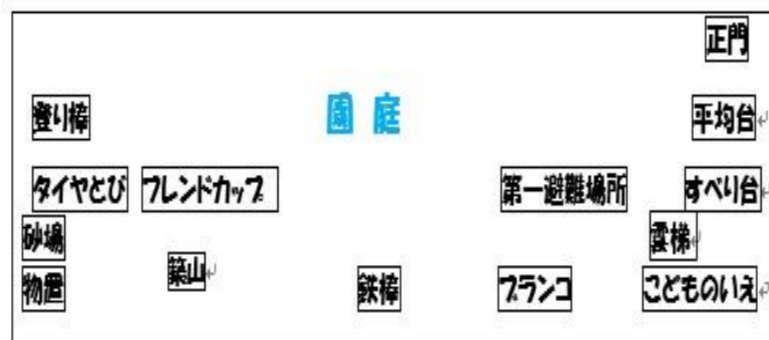 正門
園庭
登り棒
平均台
タイヤとび フレンドカップ 第一避難場所 すべり台
砂場
雲梯
築山
物置 鉄棒 ブランコ こどものいえ